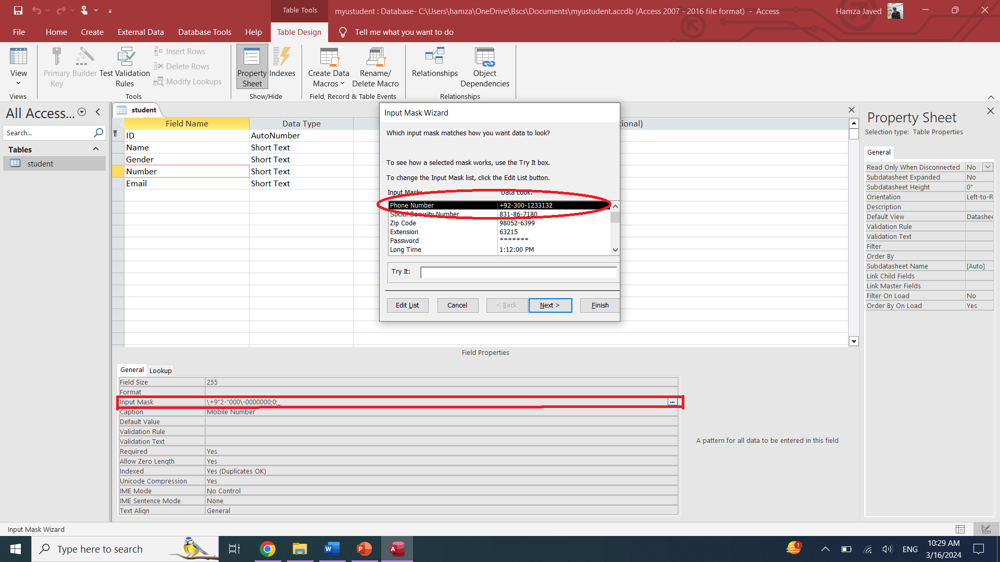 Table Tools
myustudent : Database- C:\Users\hamza\OneDrive\Bscs\Documents\myustudent.accdb (Access 2007 - 2016 file format)  -  Access
Hamza Javed
File Home Create External Data Database Tools Help Table Design Tell me what you want to do
View
Primary Key
Builder
Test Validation Rules
Insert Rows
Delete Rows
Modify Lookups
Property Sheet
Indexes
Create Data Macros
Rename/ Delete Macro
Relationships
Object Dependencies
Views Tools Show/Hide Field, Record & Table Events Relationships
All Access...
Search...
Tables
student
student
Field Name Data Type tional)
ID AutoNumber
Name Short Text
Gender Short Text
Number Short Text
Email Short Text
Input Mask Wizard
Which input mask matches how you want data to look?
To see how a selected mask works, use the Try It box.
To change the Input Mask list, click the Edit List button.
Input Mask: Data Look:
Phone Number +92-300-1233132
Social Security Number 831-86-7180
Zip Code 98052-6399
Extension 63215
Password *******
Long Time 1:12:00 PM
Try It:
Edit List Cancel < Back Next > Finish
Property Sheet
Selection type: Table Properties
General
Read Only When Disconnected No
Subdatasheet Expanded No
Subdatasheet Height 0"
Orientation Left-to-R
Description
Default View Datashee
Validation Rule
Validation Text
Filter
Order By
Subdatasheet Name [Auto]
Link Child Fields
Link Master Fields
Filter On Load No
Order By On Load Yes
Field Properties
General Lookup
Field Size 255
Format
Input Mask \+9"2-"000\-0000000;0;_
Caption Mobile Number
Default Value
Validation Rule
Validation Text
Required Yes
Allow Zero Length Yes
Indexed Yes (Duplicates OK)
Unicode Compression Yes
IME Mode No Control
IME Sentence Mode None
Text Align General
A pattern for all data to be entered in this field
Input Mask Wizard
Type here to search
1
ENG
10:29 AM
3/16/2024